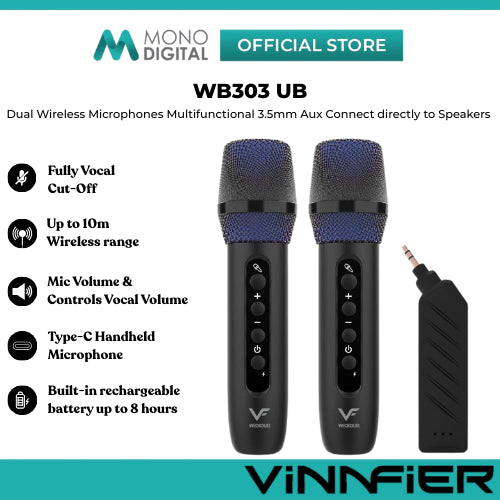 MONO
DIGITAL
OFFICIAL STORE
WB303 UB
Dual Wireless Microphones Multifunctional 3.5mm Aux Connect directly to Speakers
Fully Vocal
Cut-Off
Up to 10m
Wireless range
Mic Volume &
Controls Vocal Volume
Type-C Handheld
Microphone
Built-in rechargeable
battery up to 8 hours
VF
VF
ViNNFiER